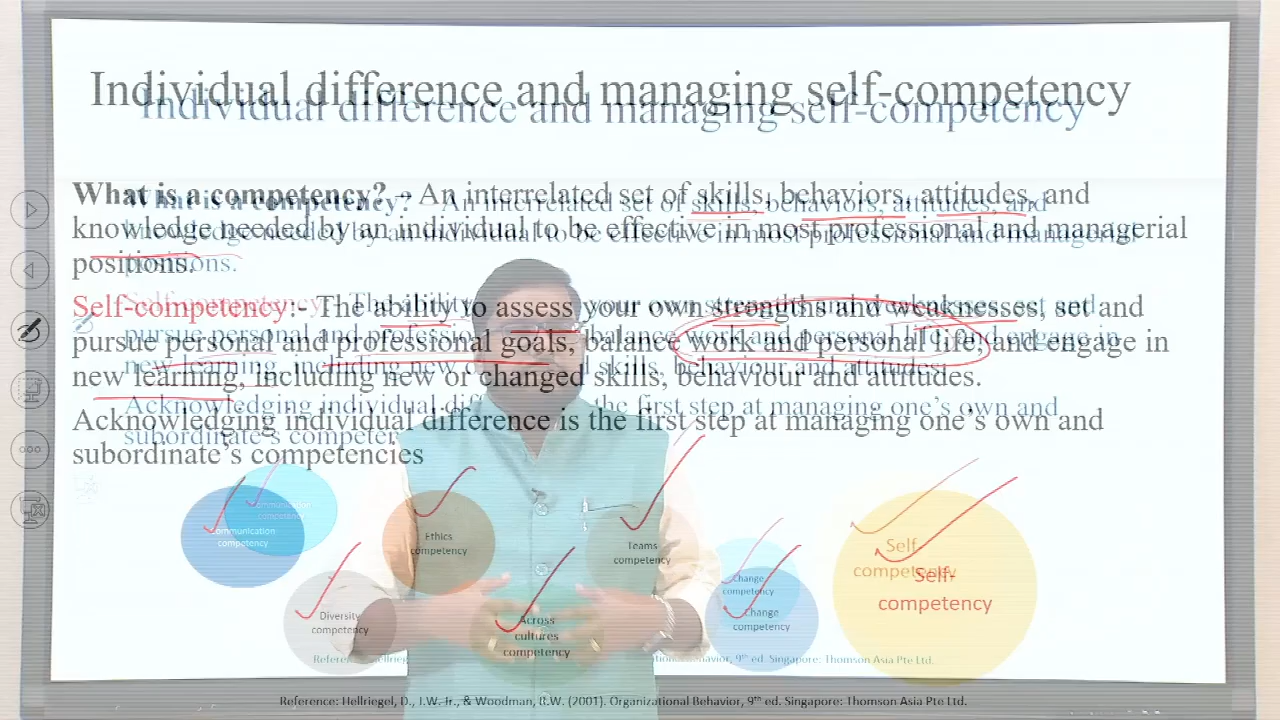 Individual difference and managing self-competency
What is a competency? - An interrelated set of skills, behaviors, attitudes, and
knowledge needed by an individual to be effective in most professional and managerial
positions.
Self-competency:- The ability to assess your own strengths and weaknesses, set and
pursue personal and professional goals, balance work and personal life, and engage in
new learning, including new or changed skills, behaviour and attitudes.
Acknowledging individual difference is the first step at managing one's own and
subordinate's competencies
Communication
competency
Ethics
competency
Teams
competency
Diversity
competency
Across
cultures
competency
Change
competency
Self-
competency
Reference: Hellriegel, D., J.W. Jr., & Woodman, R.W. (2001). Organizational Behavior, 9th ed. Singapore: Thomson Asia Pte Ltd.